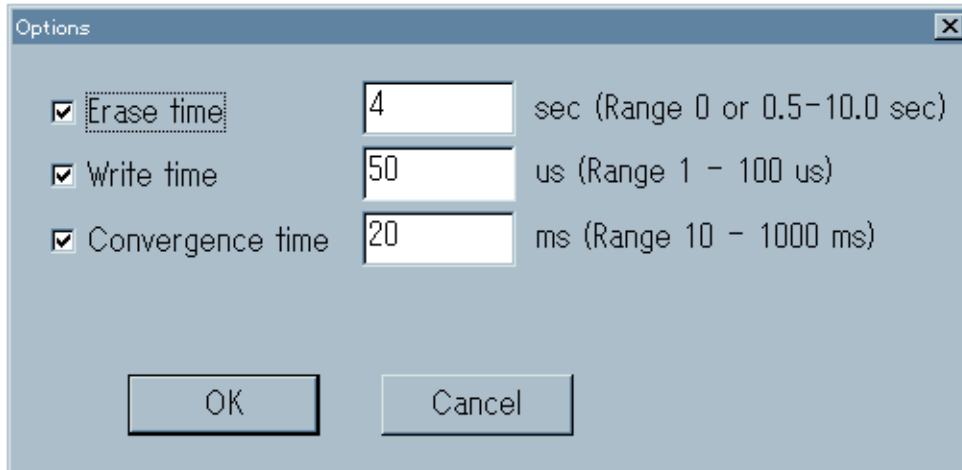 Options
Erase time 4 sec (Range 0 or 0.5-10.0 sec)
Write time 50 us (Range 1 - 100 us)
Convergence time 20 ms (Range 10 - 1000 ms)
OK Cancel